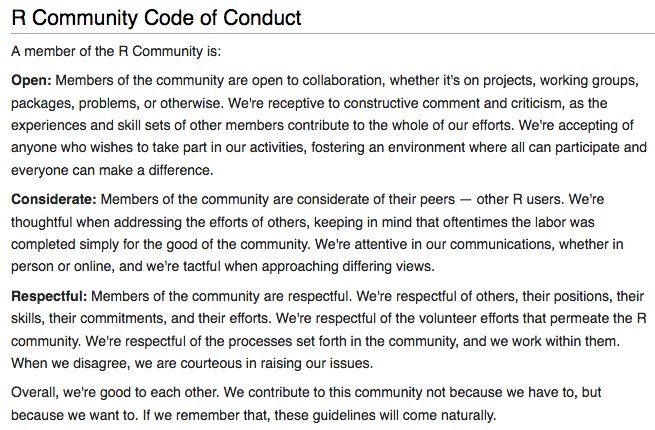 R Community Code of Conduct
A member of the R Community is:
Open: Members of the community are open to collaboration, whether it's on projects, working groups,
packages, problems, or otherwise. We're receptive to constructive comment and criticism, as the
experiences and skill sets of other members contribute to the whole of our efforts. We're accepting of
anyone who wishes to take part in our activities, fostering an environment where all can participate and
everyone can make a difference.
Considerate: Members of the community are considerate of their peers — other R users. We're
thoughtful when addressing the efforts of others, keeping in mind that oftentimes the labor was
completed simply for the good of the community. We're attentive in our communications, whether in
person or online, and we're tactful when approaching differing views.
Respectful: Members of the community are respectful. We're respectful of others, their positions, their
skills, their commitments, and their efforts. We're respectful of the volunteer efforts that permeate the R
community. We're respectful of the processes set forth in the community, and we work within them.
When we disagree, we are courteous in raising our issues.
Overall, we're good to each other. We contribute to this community not because we have to, but
because we want to. If we remember that, these guidelines will come naturally.